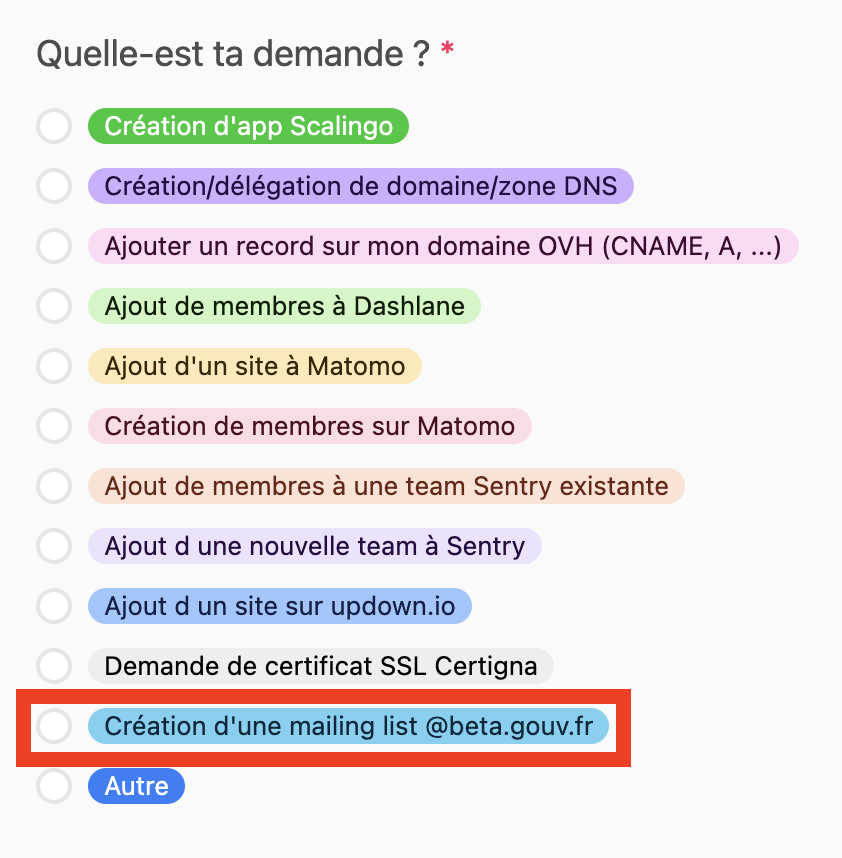 Quelle-est ta demande ? *
Création d'app Scalingo
Création/délégation de domaine/zone DNS
Ajouter un record sur mon domaine OVH (CNAME, A, ...)
Ajout de membres à Dashlane
Ajout d'un site à Matomo
Création de membres sur Matomo
Ajout de membres à une team Sentry existante
Ajout d une nouvelle team à Sentry
Ajout d un site sur updown.io
Demande de certificat SSL Certigna
Création d'une mailing list @beta.gouv.fr
Autre